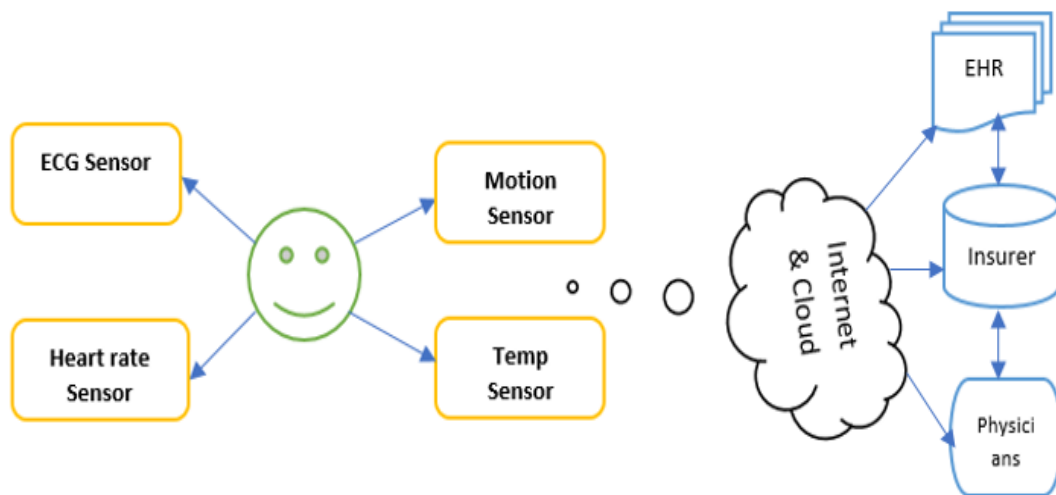 ECG Sensor
Motion
Sensor
Heart rate
Sensor
Temp
Sensor
Internet
& Cloud
EHR
Insurer
Physici
ans